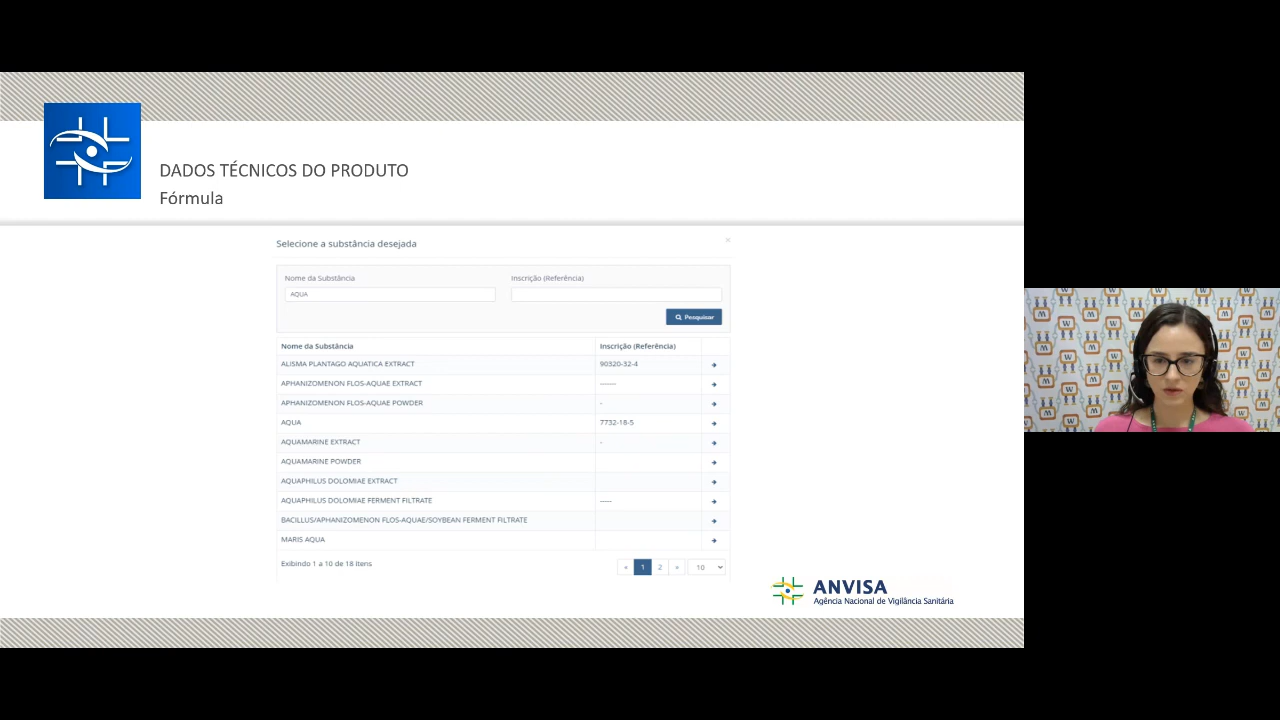 DADOS TÉCNICOS DO PRODUTO
Fórmula
Selecione a substância desejada
×
Nome da Substância Inscrição (Referência)
AQUA
Pesquisar
Nome da Substância Inscrição (Referência)
ALISMA PLANTAGO AQUATICA EXTRACT 90320-32-4
APHANIZOMENON FLOS-AQUAE EXTRACT -------
APHANIZOMENON FLOS-AQUAE POWDER -
AQUA 7732-18-5
AQUAMARINE EXTRACT -
AQUAMARINE POWDER
AQUAPHILUS DOLOMIAE EXTRACT
AQUAPHILUS DOLOMIAE FERMENT FILTRATE -----
BACILLUS/APHANIZOMENON FLOS-AQUAE/SOYBEAN FERMENT FILTRATE
MARIS AQUA
Exibindo 1 a 10 de 18 itens
« 1 2 » 10
ANVISA
Agência Nacional de Vigilância Sanitária